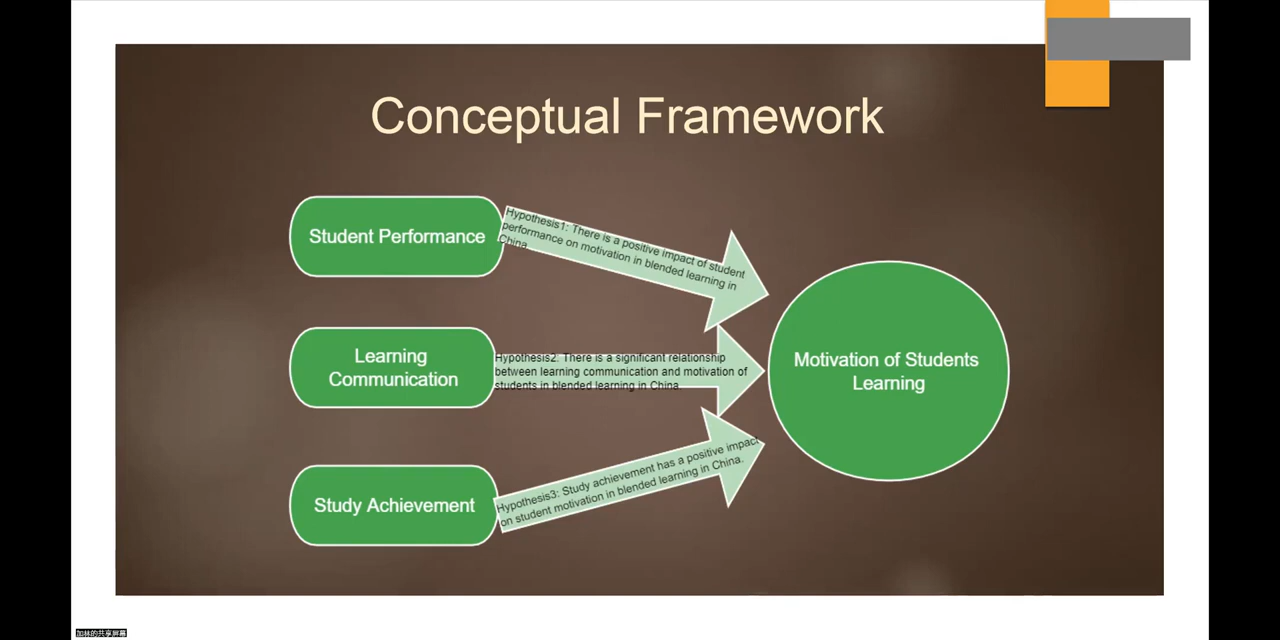 Conceptual Framework
Student Performance
Hypothesis1: There is a positive impact of student
performance on motivation in blended learning in
China.
Learning
Communication
Hypothesis2: There is a significant relationship
between learning communication and motivation of
students in blended learning in China.
Motivation of Students
Learning
Study Achievement
Hypothesis3: Study achievement has a positive impact
on student motivation in blended learning in China.
加林的共享屏幕